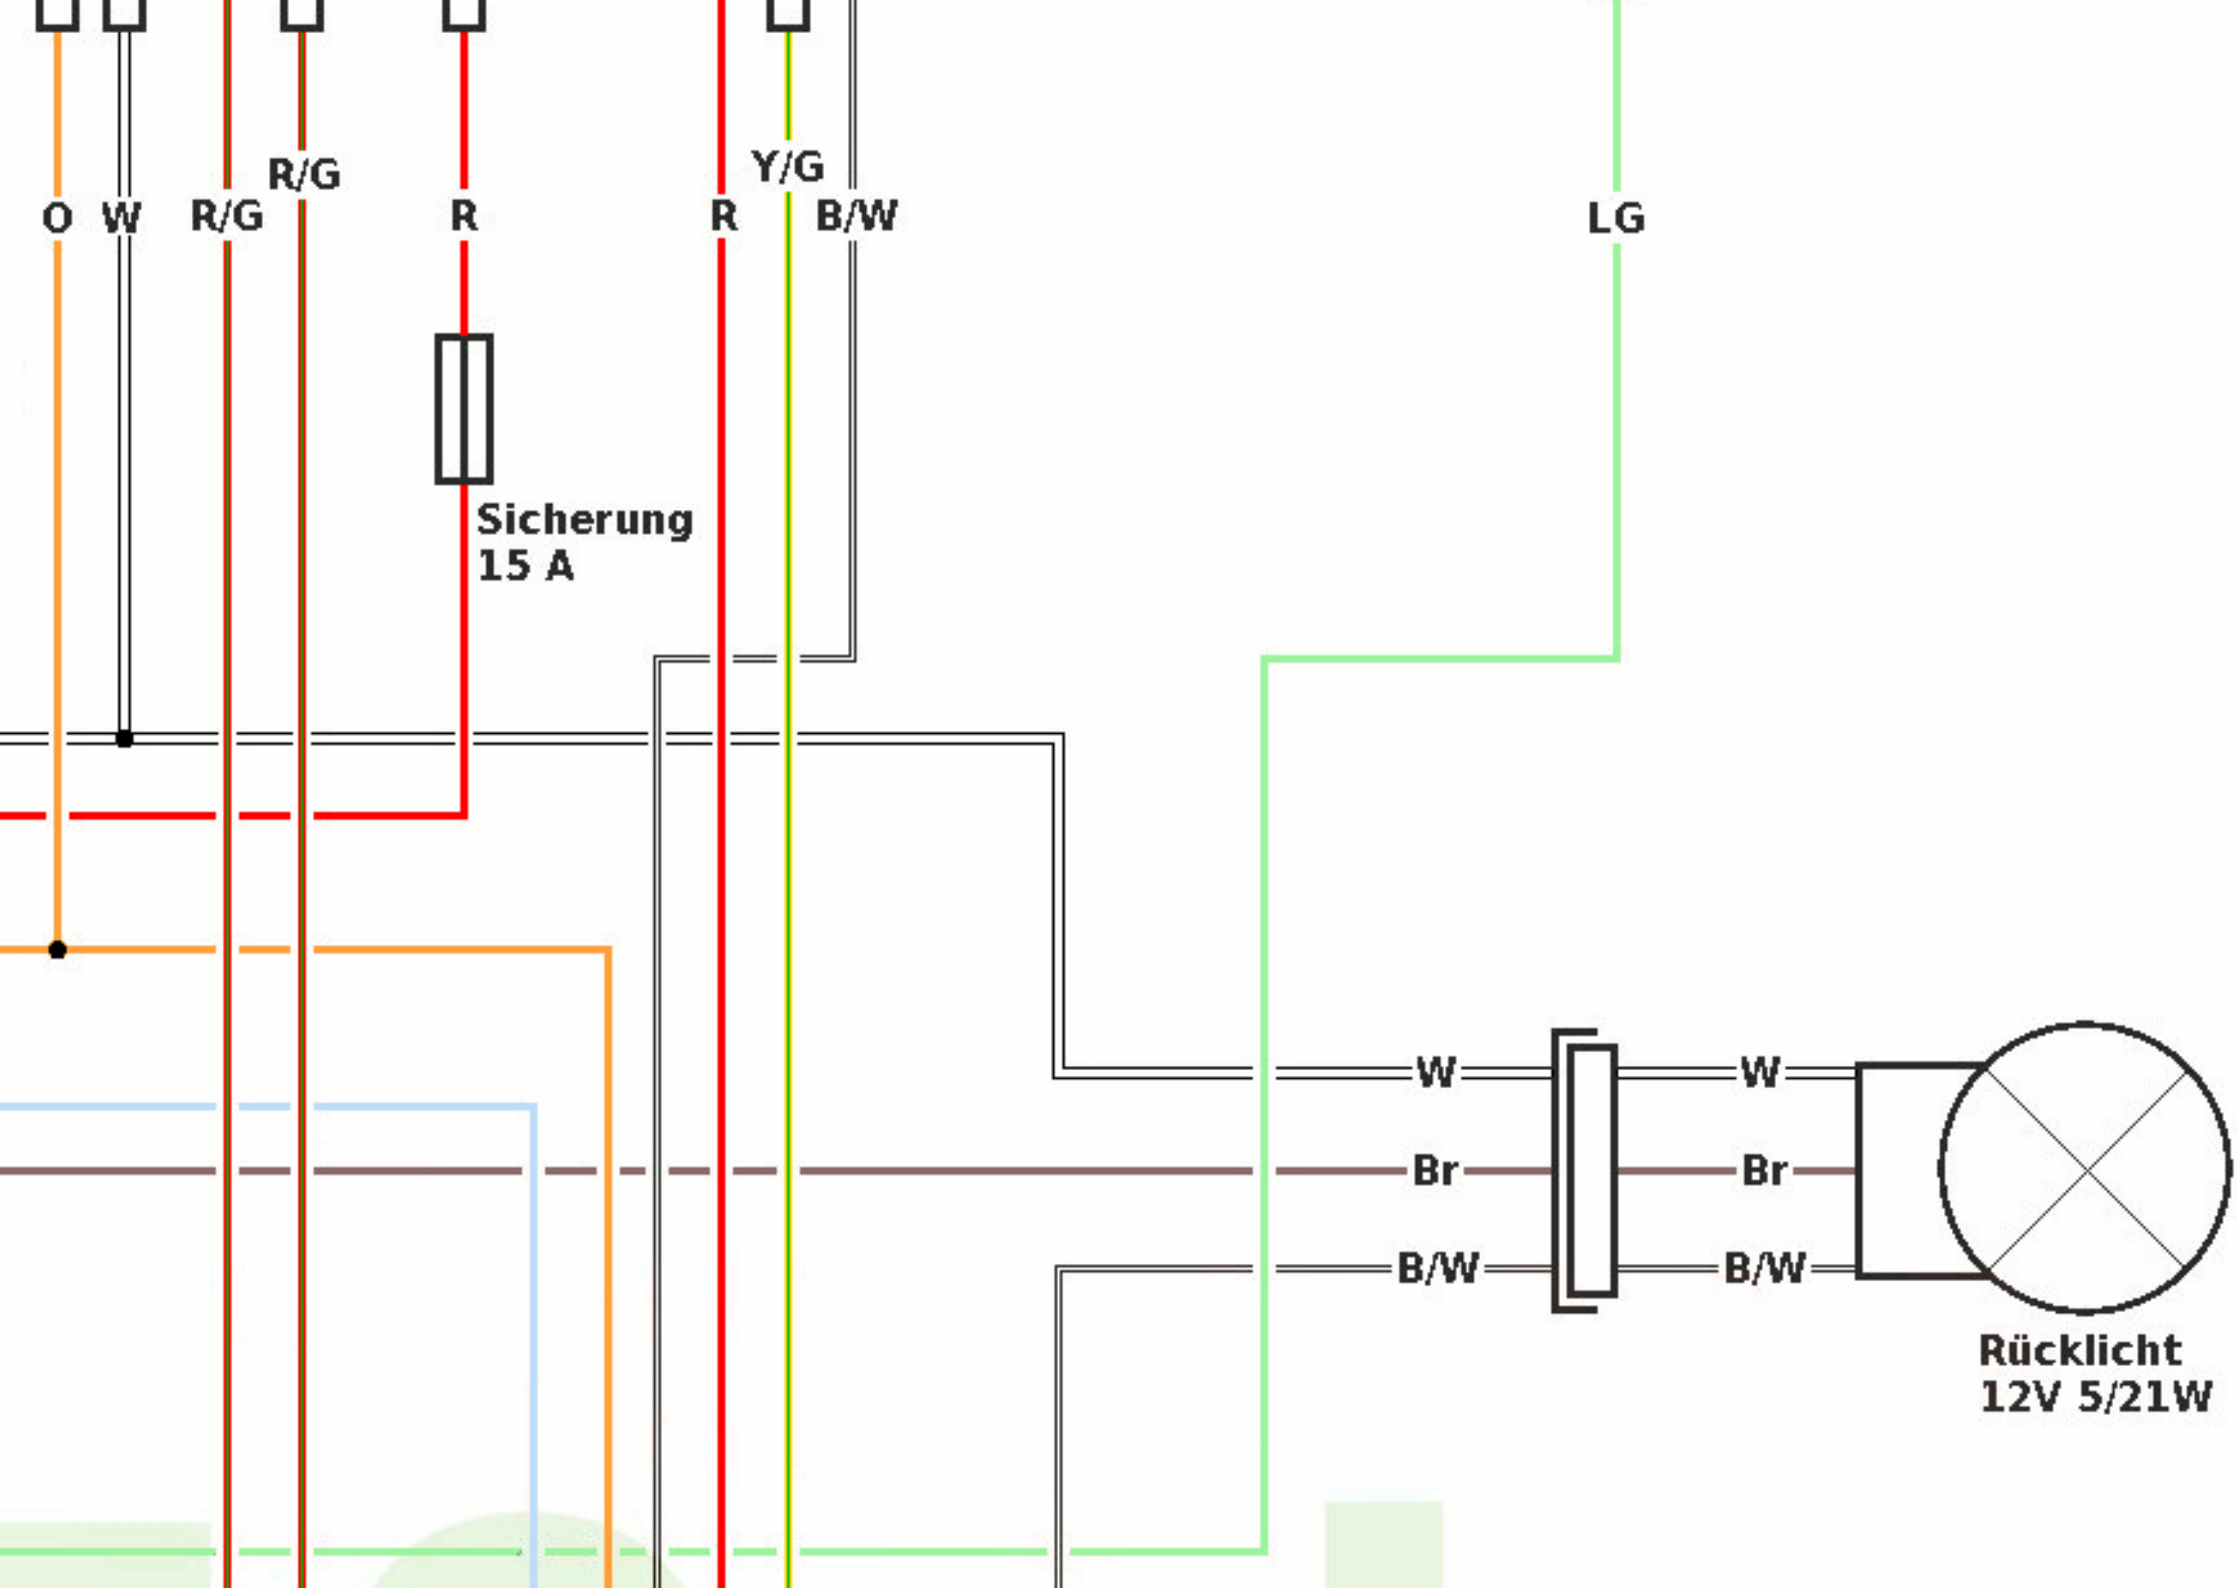 R/G
Y/G
O W R/G R R B/W LG
Sicherung
15 A
W W
Br Br
B/W B/W
Rücklicht
12V 5/21W